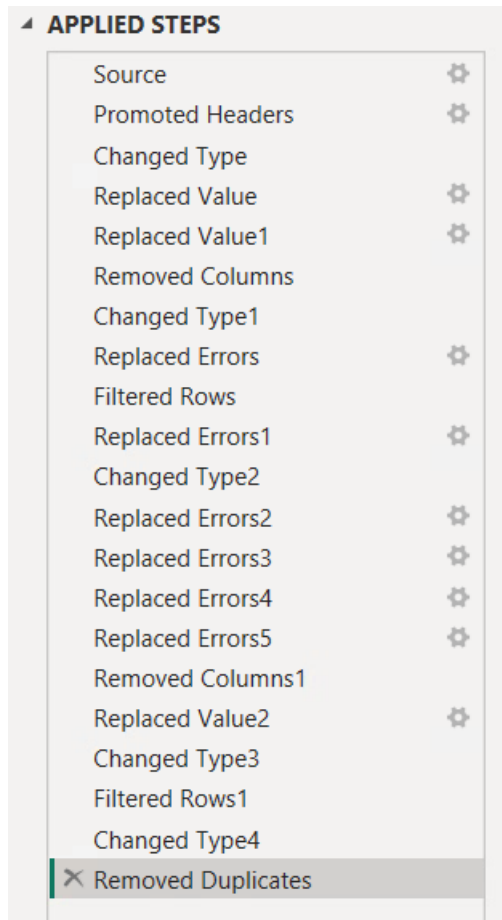 APPLIED STEPS
Source
Promoted Headers
Changed Type
Replaced Value
Replaced Value1
Removed Columns
Changed Type1
Replaced Errors
Filtered Rows
Replaced Errors1
Changed Type2
Replaced Errors2
Replaced Errors3
Replaced Errors4
Replaced Errors5
Removed Columns1
Replaced Value2
Changed Type3
Filtered Rows1
Changed Type4
Removed Duplicates